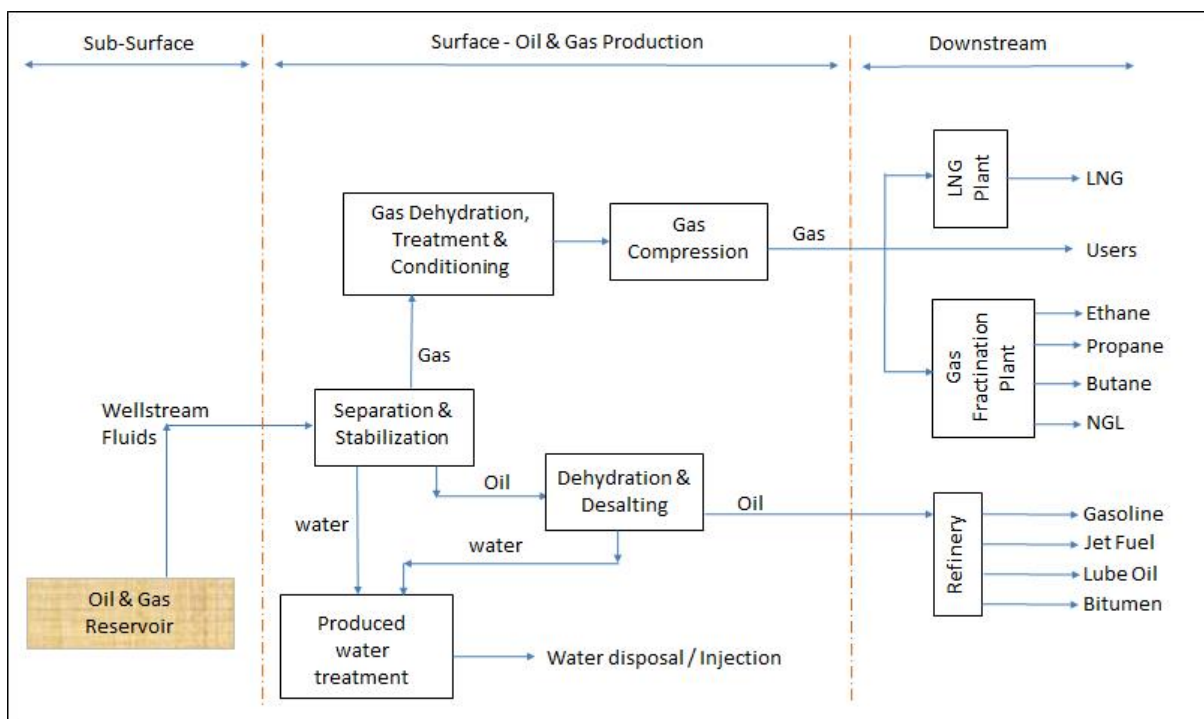 Sub-Surface
Surface - Oil & Gas Production
Downstream
LNG
Plant
LNG
Gas Dehydration,
Treatment &
Conditioning
Gas
Compression
Gas
Users
Gas
Gas
Fractination
Plant
Ethane
Propane
Butane
NGL
Wellstream
Fluids
Separation &
Stabilization
Oil
Dehydration &
Desalting
Oil
Refinery
Gasoline
Jet Fuel
Lube Oil
Bitumen
water
water
Oil & Gas
Reservoir
Produced
water
treatment
Water disposal / Injection